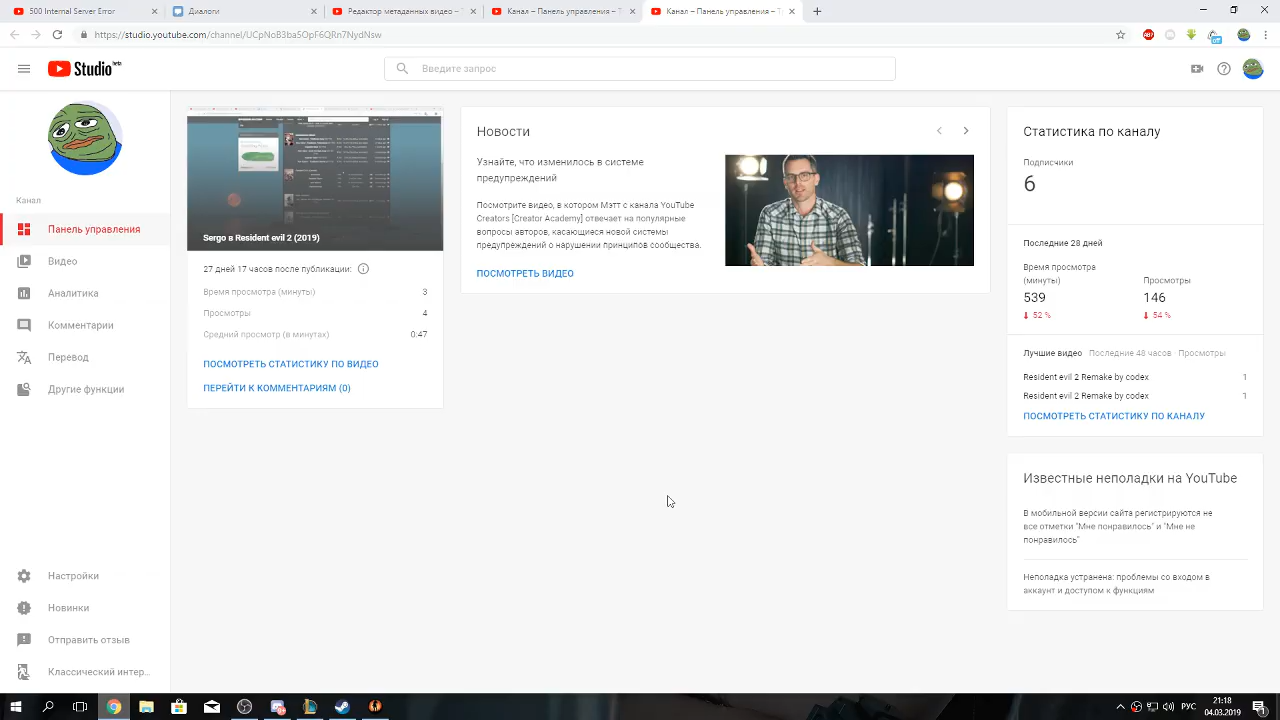 500 Internal Server Error
Диалоги
Редактор метаданных видео – Т
Канал – Панель управления – Т
Канал – Панель управления – Т
https://studio.youtube.com/channel/UCpNoB3ba5OpF6QRn7NydNsw
ABP
off
Studio beta
Введите запрос
Канал
Панель управления
Видео
Аналитика
Комментарии
Перевод
Другие функции
Настройки
Новинки
Отправить отзыв
Классический интер...
Sergo в Resident evil 2 (2019)
27 дней 17 часов после публикации:
Время просмотра (минуты) 3
Просмотры 4
Средний просмотр (в минутах) 0:47
ПОСМОТРЕТЬ СТАТИСТИКУ ПО ВИДЕО
ПЕРЕЙТИ К КОММЕНТАРИЯМ (0)
овости
предупреждений
Посмотрите видео, в котором Мэтт с канала YouTube
Creators [Creator Academy] отвечает на популярные
вопросы авторов, касающиеся новой системы
предупреждений о нарушении принципов сообщества.
ПОСМОТРЕТЬ ВИДЕО
по каналу
6
Последние 28 дней
Время просмотра
(минуты)
539
52 %
Просмотры
146
54 %
учшие видео Последние 48 часов · Просмотры
Resident evil 2 Remake by codex 1
Resident evil 2 Remake by codex 1
ПОСМОТРЕТЬ СТАТИСТИКУ ПО КАНАЛУ
Известные неполадки на YouTube
В мобильной версии сайта регистрируются не
все отметки "Мне понравилось" и "Мне не
понравилось"
Неполадка устранена: проблемы со входом в
аккаунт и доступом к функциям
РУС
21:18
04.03.2019